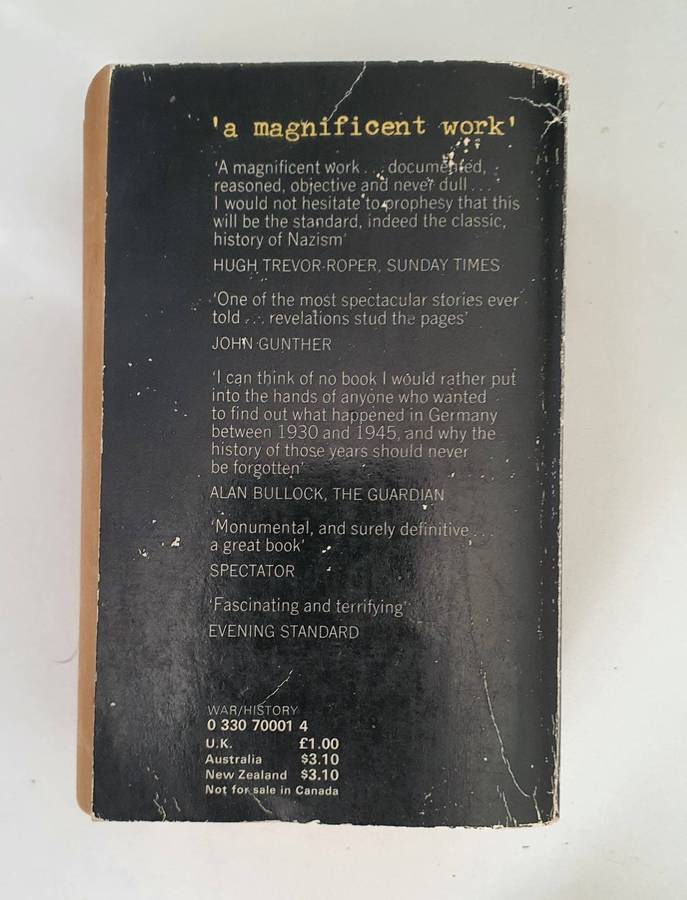 'a magnificent work'
'A magnificent work . . . documented,
reasoned, objective and never dull . . .
I would not hesitate to prophesy that this
will be the standard, indeed the classic,
history of Nazism'
HUGH TREVOR-ROPER, SUNDAY TIMES
'One of the most spectacular stories ever
told . . . revelations stud the pages'
JOHN GUNTHER
'I can think of no book I would rather put
into the hands of anyone who wanted
to find out what happened in Germany
between 1930 and 1945, and why the
history of those years should never
be forgotten'
ALAN BULLOCK, THE GUARDIAN
'Monumental, and surely definitive . . .
a great book'
SPECTATOR
'Fascinating and terrifying'
EVENING STANDARD
WAR/HISTORY
0 330 70001 4
U.K. £1.00
Australia $3.10
New Zealand $3.10
Not for sale in Canada